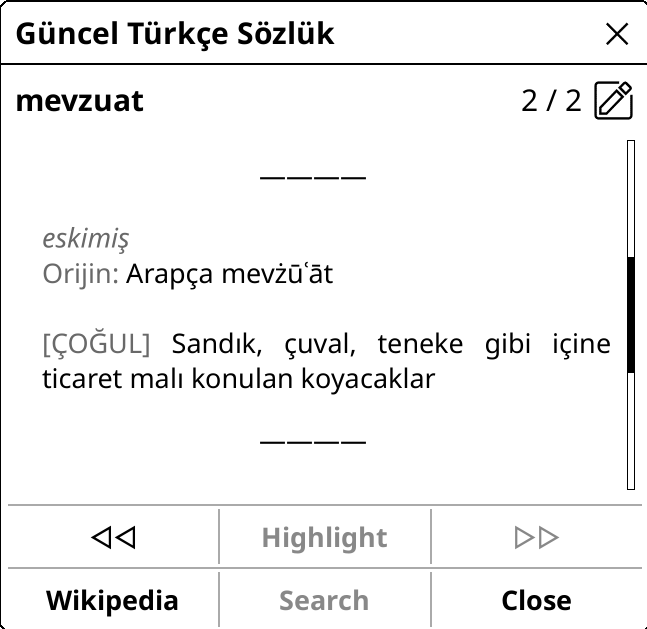 Güncel Türkçe Sözlük
mevzuat 2 / 2
————
eskimiş
Orijin: Arapça mevżūʿāt
[ÇOĞUL] Sandık, çuval, teneke gibi içine
ticaret malı konulan koyacaklar
————
◁◁ Highlight ▷▷
Wikipedia Search Close